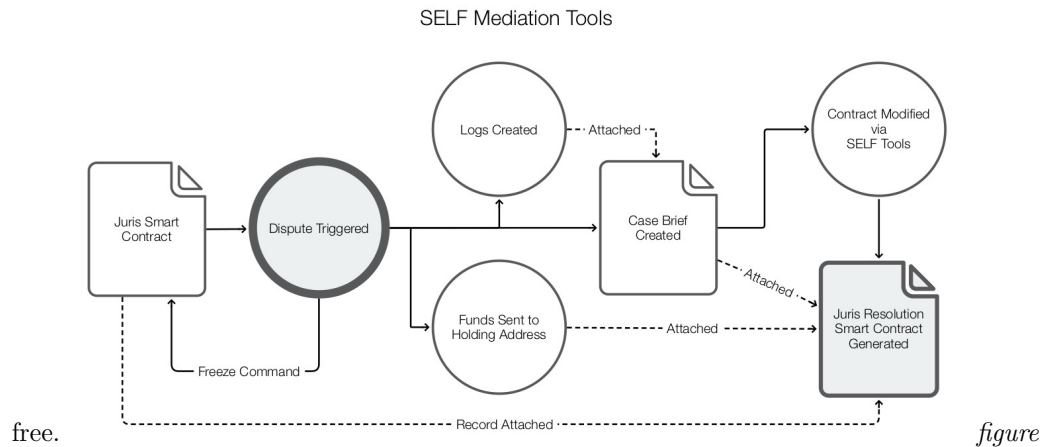 SELF Mediation Tools
Logs Created
Attached
Contract Modified
via
SELF Tools
Juris Smart
Contract
Dispute Triggered
Case Brief
Created
Attached
Funds Sent to
Holding Address
Attached
Juris Resolution
Smart Contract
Generated
Freeze Command
Record Attached
free.
figure